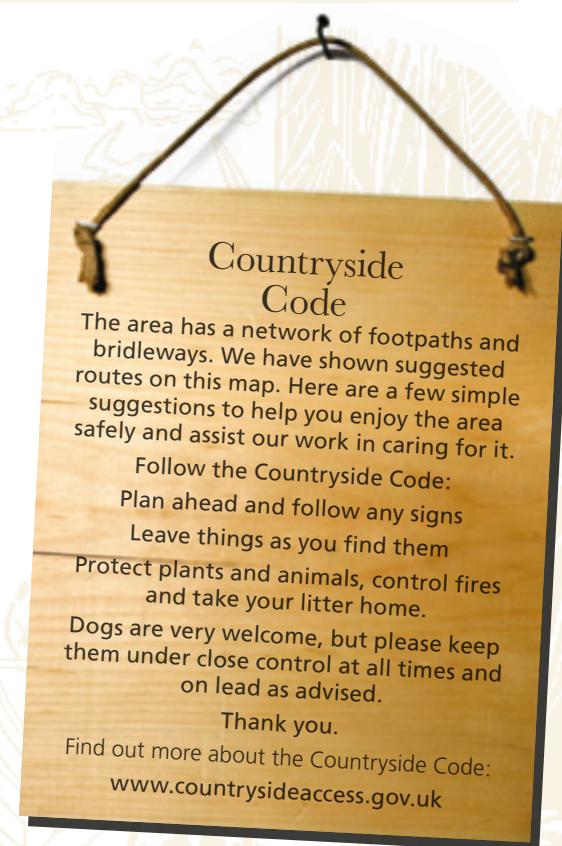 Countryside
Code
The area has a network of footpaths and
bridleways. We have shown suggested
routes on this map. Here are a few simple
suggestions to help you enjoy the area
safely and assist our work in caring for it.
Follow the Countryside Code:
Plan ahead and follow any signs
Leave things as you find them
Protect plants and animals, control fires
and take your litter home.
Dogs are very welcome, but please keep
them under close control at all times and
on lead as advised.
Thank you.
Find out more about the Countryside Code:
www.countrysideaccess.gov.uk